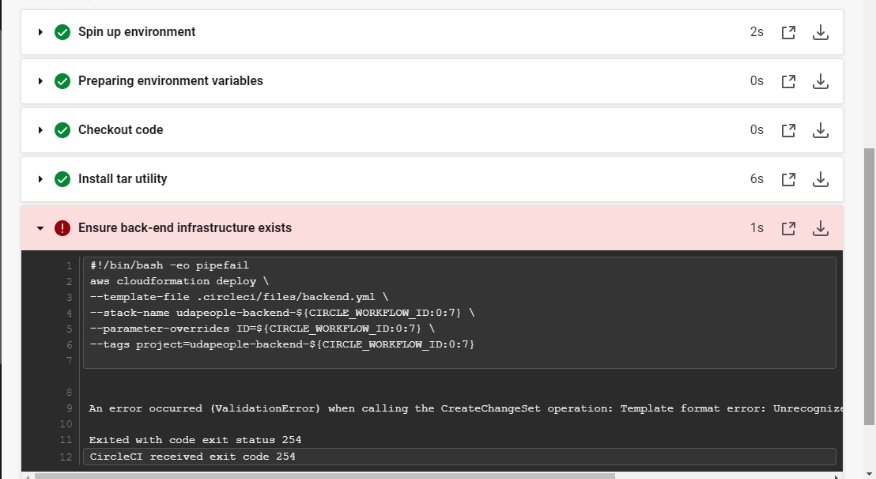 Spin up environment 2s
Preparing environment variables 0s
Checkout code 0s
Install tar utility 6s
Ensure back-end infrastructure exists 1s
1 #!/bin/bash -eo pipefail
2 aws cloudformation deploy \
3 --template-file .circleci/files/backend.yml \
4 --stack-name udapeople-backend-${CIRCLE_WORKFLOW_ID:0:7} \
5 --parameter-overrides ID=${CIRCLE_WORKFLOW_ID:0:7} \
6 --tags project=udapeople-backend-${CIRCLE_WORKFLOW_ID:0:7}
7
8
9 An error occurred (ValidationError) when calling the CreateChangeSet operation: Template format error: Unrecognize
10
11 Exited with code exit status 254
12 CircleCI received exit code 254